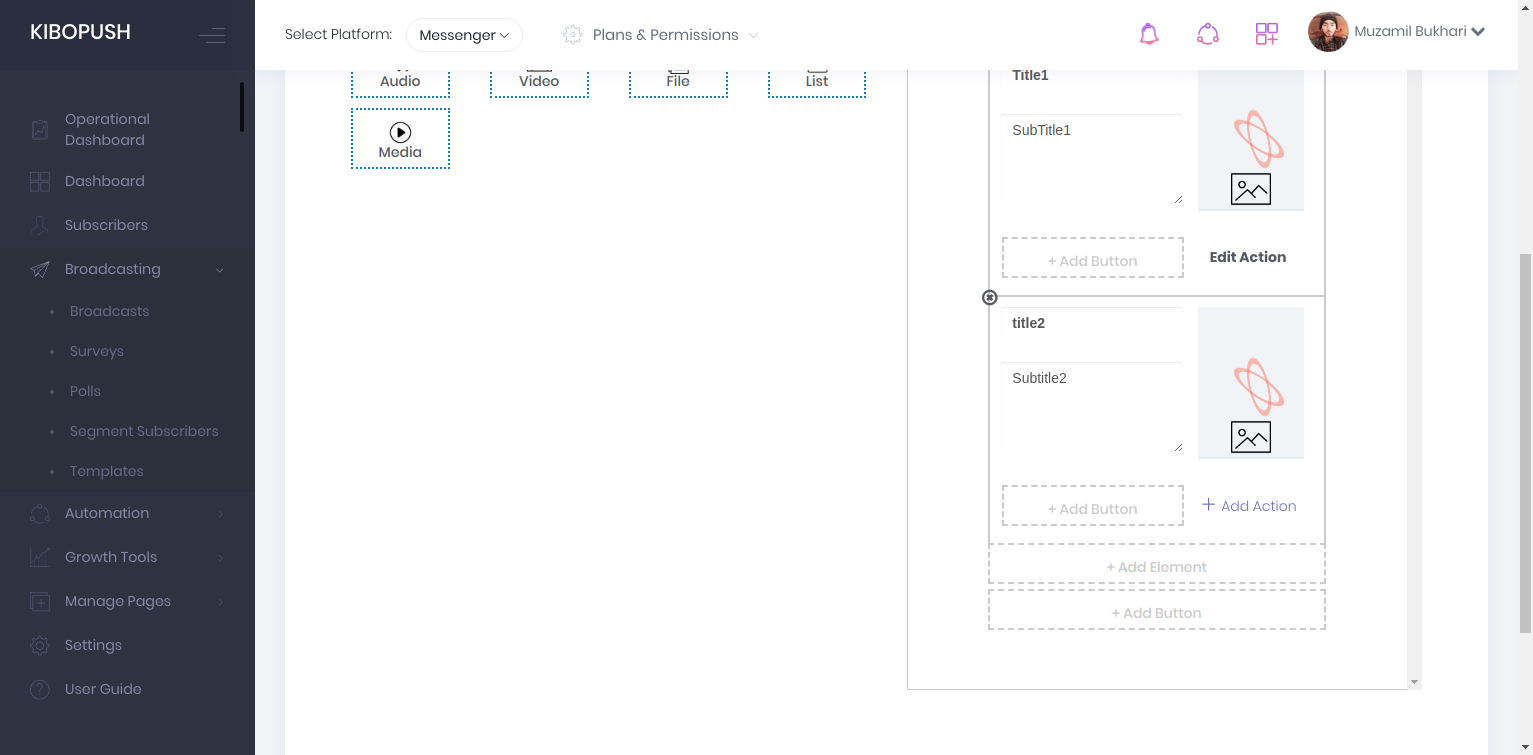 KIBOPUSH
Select Platform:
Messenger
Plans & Permissions
Muzamil Bukhari
Operational
Dashboard
Dashboard
Subscribers
Broadcasting
Broadcasts
Surveys
Polls
Segment Subscribers
Templates
Automation
Growth Tools
Manage Pages
Settings
User Guide
Audio
Video
File
List
Media
Title1
SubTitle1
+ Add Button
Edit Action
title2
Subtitle2
+ Add Button
+ Add Action
+ Add Element
+ Add Button